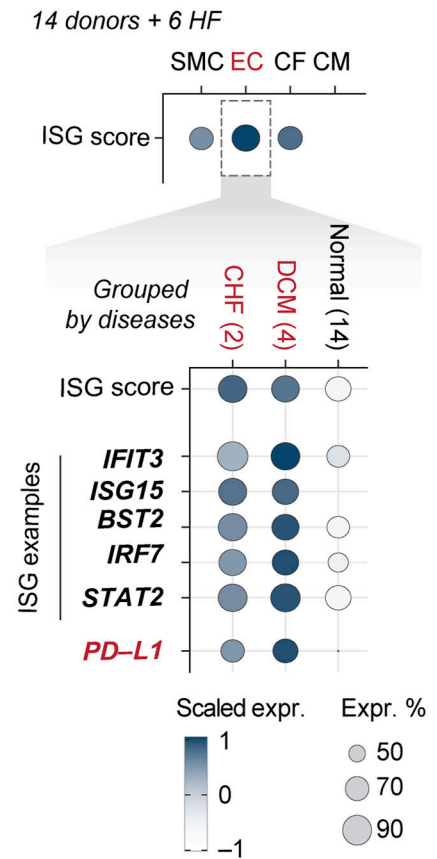 14 donors + 6 HF
SMC EC CF CM
ISG score
Grouped
by diseases
CHF (2)
DCM (4)
Normal (14)
ISG score
ISG examples
IFIT3
ISG15
BST2
IRF7
STAT2
PD–L1
Scaled expr.
1
0
–1
Expr. %
50
70
90